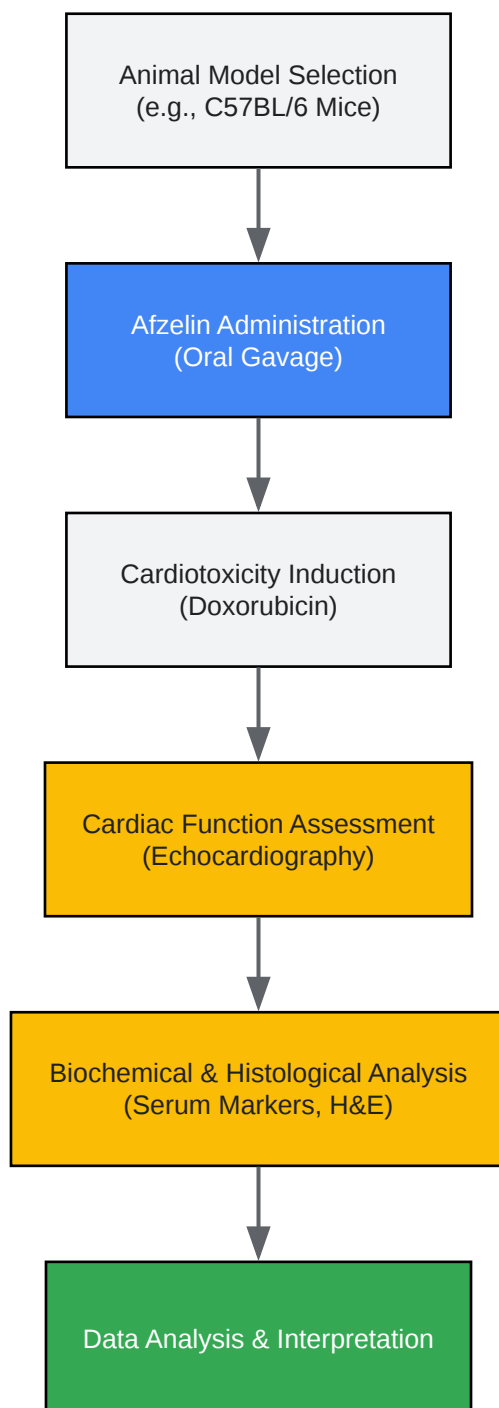 Animal Model Selection
(e.g., C57BL/6 Mice)
Afzelin Administration
(Oral Gavage)
Cardiotoxicity Induction
(Doxorubicin)
Cardiac Function Assessment
(Echocardiography)
Biochemical & Histological Analysis
(Serum Markers, H&E)
Data Analysis & Interpretation